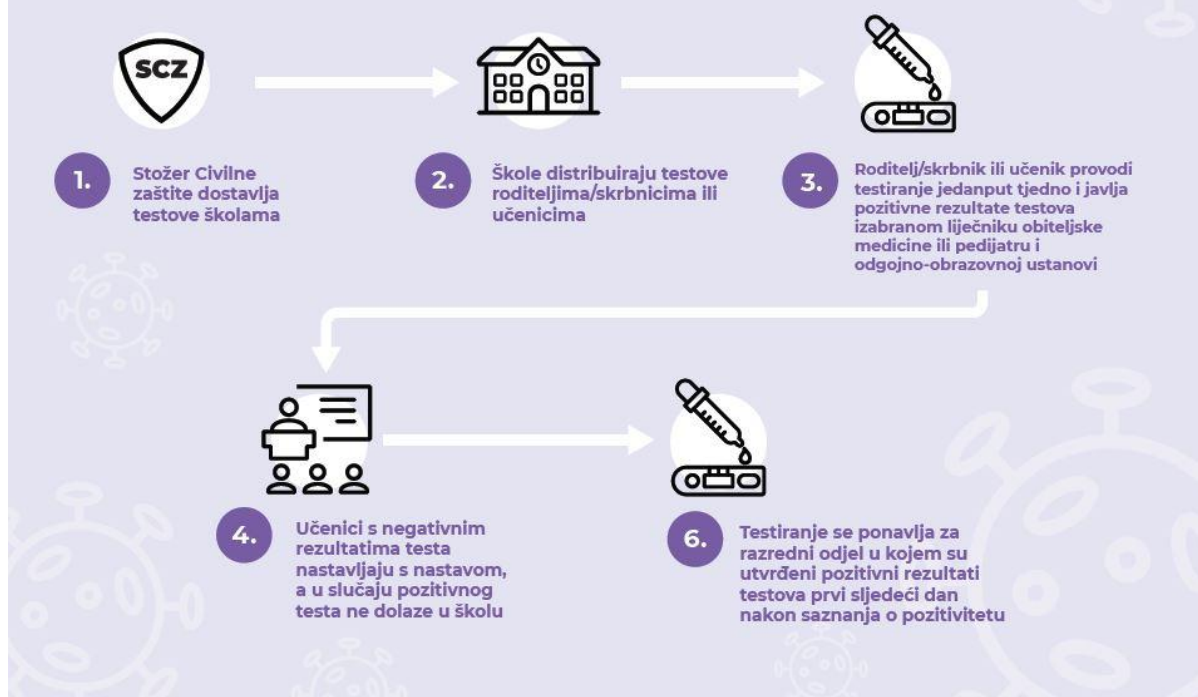 SCZ
1.
Stožer Civilne
zaštite dostavlja
testove školama
2.
Škole distribuiraju testove
roditeljima/skrbnicima ili
učenicima
3.
Roditelj/skrbnik ili učenik provodi
testiranje jedanput tjedno i javlja
pozitivne rezultate testova
izabranom liječniku obiteljske
medicine ili pedijatru i
odgojno-obrazovnoj ustanovi
4.
Učenici s negativnim
rezultatima testa
nastavljaju s nastavom,
a u slučaju pozitivnog
testa ne dolaze u školu
6.
Testiranje se ponavlja za
razredni odjel u kojem su
utvrđeni pozitivni rezultati
testova prvi sljedeći dan
nakon saznanja o pozitivitetu